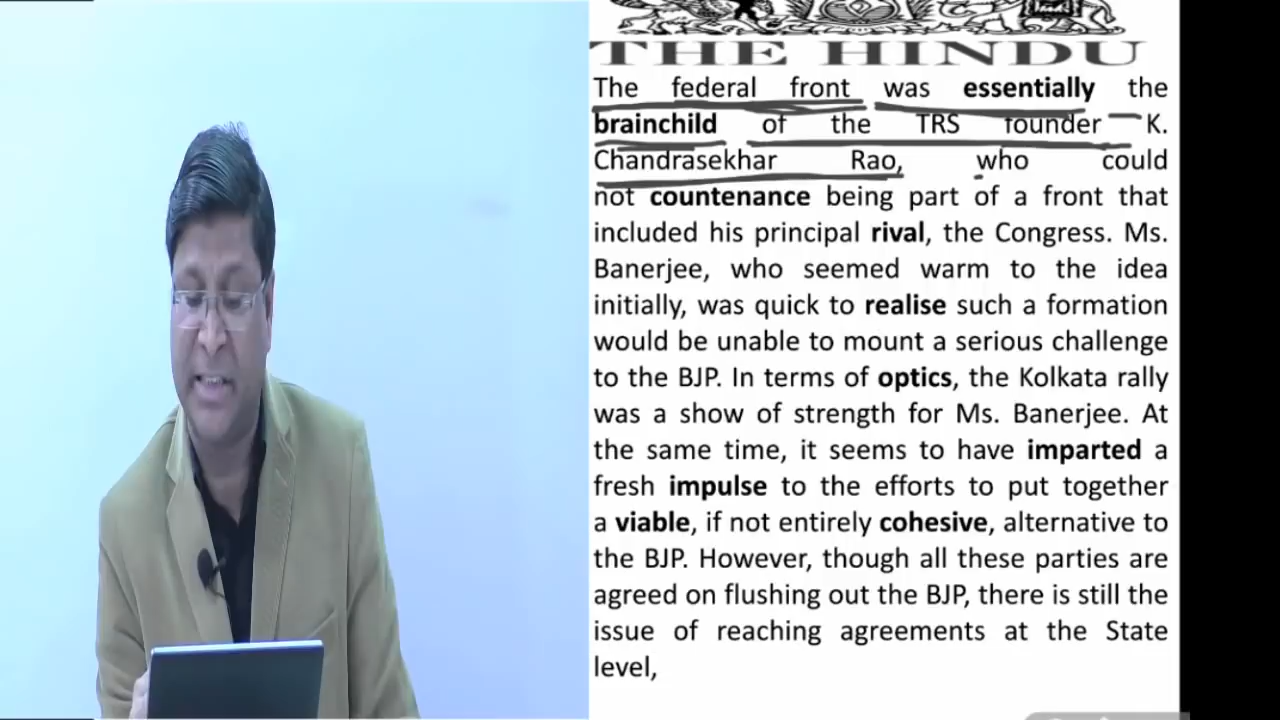 THE HINDU
The federal front was essentially the
brainchild of the TRS founder K.
Chandrasekhar Rao, who could
not countenance being part of a front that
included his principal rival, the Congress. Ms.
Banerjee, who seemed warm to the idea
initially, was quick to realise such a formation
would be unable to mount a serious challenge
to the BJP. In terms of optics, the Kolkata rally
was a show of strength for Ms. Banerjee. At
the same time, it seems to have imparted a
fresh impulse to the efforts to put together
a viable, if not entirely cohesive, alternative to
the BJP. However, though all these parties are
agreed on flushing out the BJP, there is still the
issue of reaching agreements at the State
level,